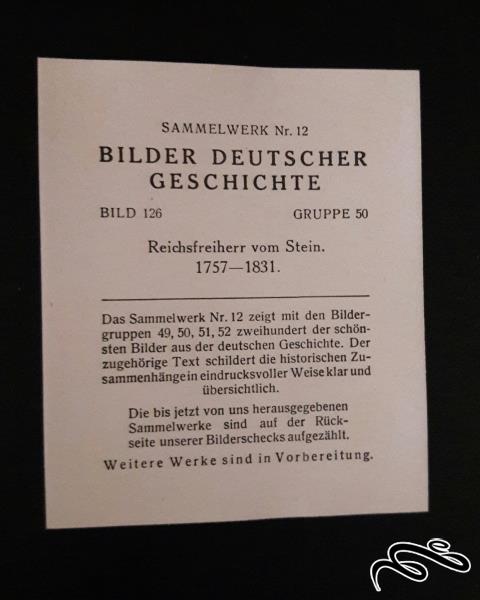 SAMMELWERK Nr. 12
BILDER DEUTSCHER
GESCHICHTE
BILD 126 GRUPPE 50
Reichsfreiherr vom Stein.
1757—1831.
Das Sammelwerk Nr. 12 zeigt mit den Bilder-
gruppen 49, 50, 51, 52 zweihundert der schön-
sten Bilder aus der deutschen Geschichte. Der
zugehörige Text schildert die historischen Zu-
sammenhänge in eindrucksvoller Weise klar und
übersichtlich.
Die bis jetzt von uns herausgegebenen
Sammelwerke sind auf der Rück-
seite unserer Bilderschecks aufgezählt.
Weitere Werke sind in Vorbereitung.